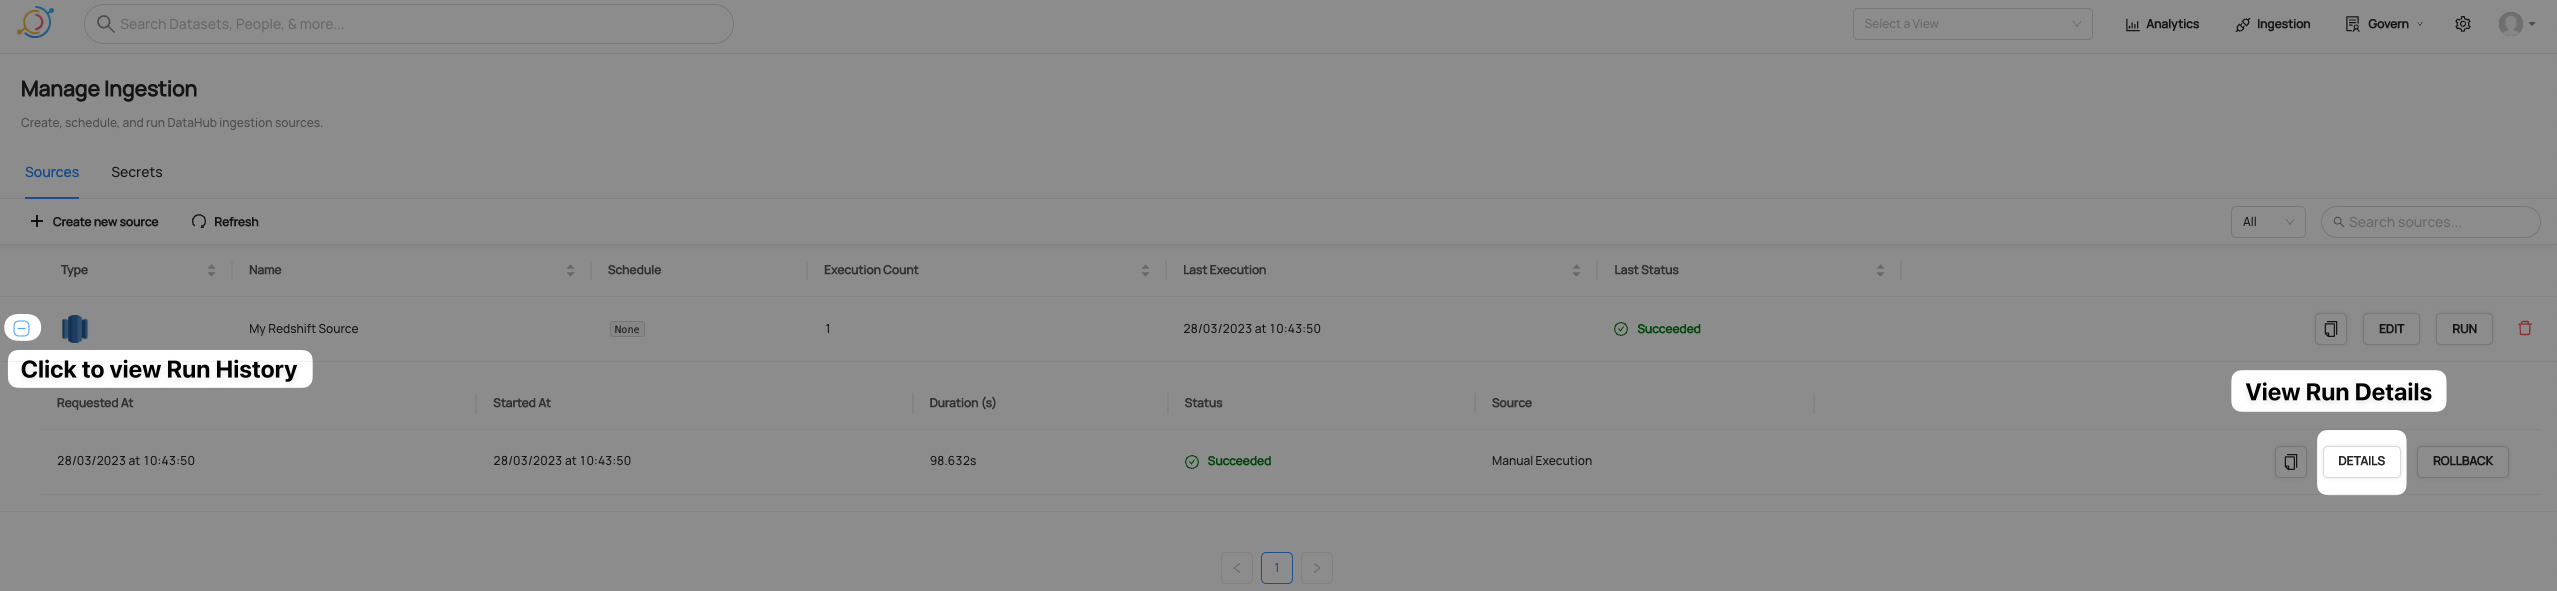 Search Datasets, People, & more...
Select a View
Analytics
Ingestion
Govern
Manage Ingestion
Create, schedule, and run DataHub ingestion sources.
Sources Secrets
Create new source Refresh
All
Search sources...
Type Name Schedule Execution Count Last Execution Last Status
My Redshift Source None 1 28/03/2023 at 10:43:50 Succeeded EDIT RUN
Click to view Run History
View Run Details
Requested At Started At Duration (s) Status Source
28/03/2023 at 10:43:50 28/03/2023 at 10:43:50 98.632s Succeeded Manual Execution DETAILS ROLLBACK
1